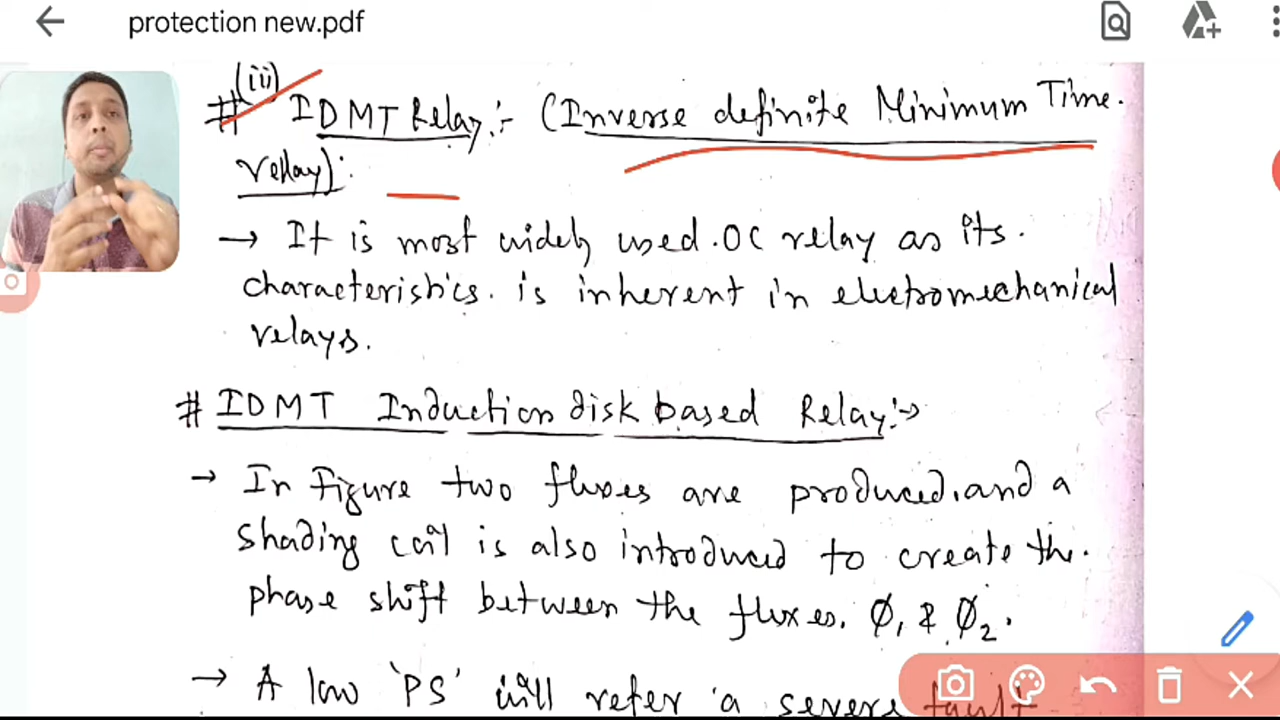 protection new.pdf
(iii)
# IDMT Relay:- (Inverse definite Minimum Time.
relay):
→ It is most widely used. OC relay as its.
characteristics. is inherent in electromechanical
relays.
# IDMT Induction disk based Relay:→
→ In figure two fluxes are produced. and a
shading coil is also introduced to create the.
phase shift between the fluxes. Ø1 & Ø2.
→ A low 'PS' will refer a severe fault